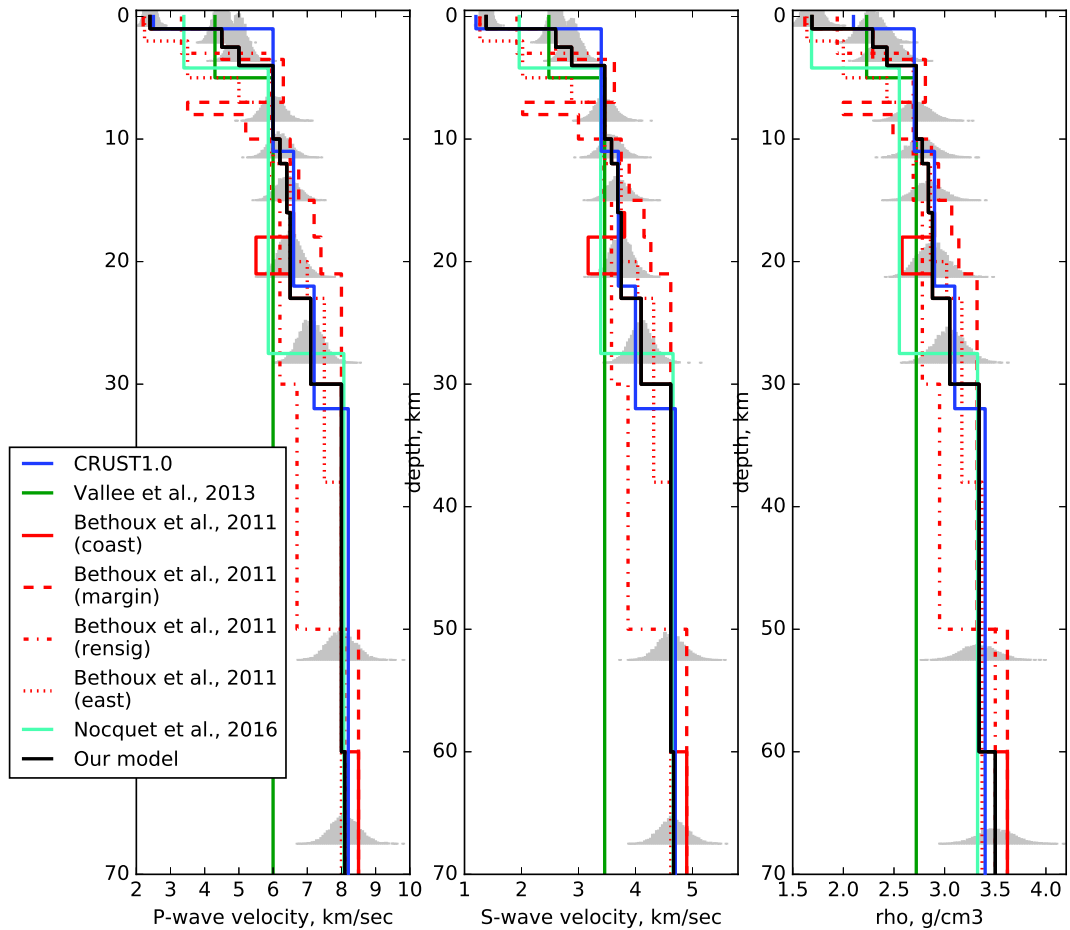 0
10
20
30
40
50
60
70
2
3
4
5
6
7
8
9
10
P-wave velocity, km/sec
depth, km
0
10
20
30
40
50
60
70
1
2
3
4
5
S-wave velocity, km/sec
depth, km
0
10
20
30
40
50
60
70
1.5
2.0
2.5
3.0
3.5
4.0
rho, g/cm3
CRUST1.0
Vallee et al., 2013
Bethoux et al., 2011
(coast)
Bethoux et al., 2011
(margin)
Bethoux et al., 2011
(rensig)
Bethoux et al., 2011
(east)
Nocquet et al., 2016
Our model